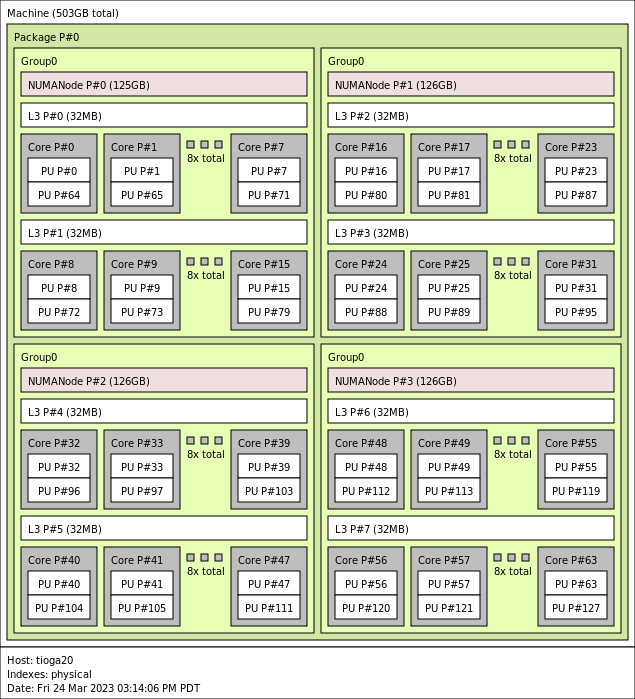 Machine (503GB total)
Package P#0
Group0
NUMANode P#0 (125GB)
L3 P#0 (32MB)
Core P#0 Core P#1 8x total Core P#7
PU P#0 PU P#1 PU P#7
PU P#64 PU P#65 PU P#71
L3 P#1 (32MB)
Core P#8 Core P#9 8x total Core P#15
PU P#8 PU P#9 PU P#15
PU P#72 PU P#73 PU P#79
Group0
NUMANode P#1 (126GB)
L3 P#2 (32MB)
Core P#16 Core P#17 8x total Core P#23
PU P#16 PU P#17 PU P#23
PU P#80 PU P#81 PU P#87
L3 P#3 (32MB)
Core P#24 Core P#25 8x total Core P#31
PU P#24 PU P#25 PU P#31
PU P#88 PU P#89 PU P#95
Group0
NUMANode P#2 (126GB)
L3 P#4 (32MB)
Core P#32 Core P#33 8x total Core P#39
PU P#32 PU P#33 PU P#39
PU P#96 PU P#97 PU P#103
L3 P#5 (32MB)
Core P#40 Core P#41 8x total Core P#47
PU P#40 PU P#41 PU P#47
PU P#104 PU P#105 PU P#111
Group0
NUMANode P#3 (126GB)
L3 P#6 (32MB)
Core P#48 Core P#49 8x total Core P#55
PU P#48 PU P#49 PU P#55
PU P#112 PU P#113 PU P#119
L3 P#7 (32MB)
Core P#56 Core P#57 8x total Core P#63
PU P#56 PU P#57 PU P#63
PU P#120 PU P#121 PU P#127
Host: tioga20
Indexes: physical
Date: Fri 24 Mar 2023 03:14:06 PM PDT